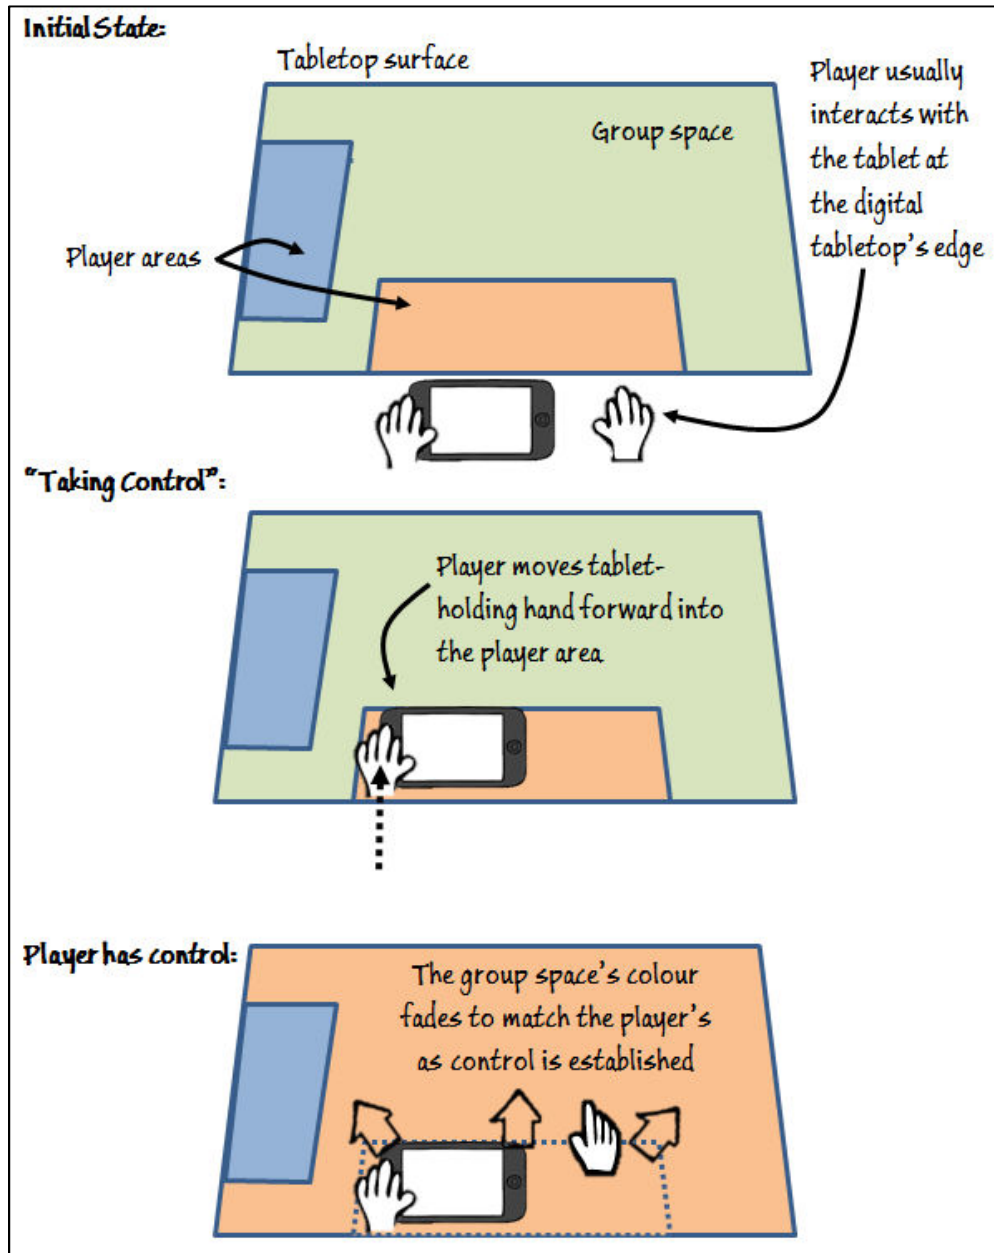 Initial State:
Tabletop surface
Player usually
interacts with
the tablet at
the digital
tabletop's edge
Group space
Player areas
“Taking Control”:
Player moves tablet-
holding hand forward into
the player area
Player has control:
The group space's colour
fades to match the player's
as control is established